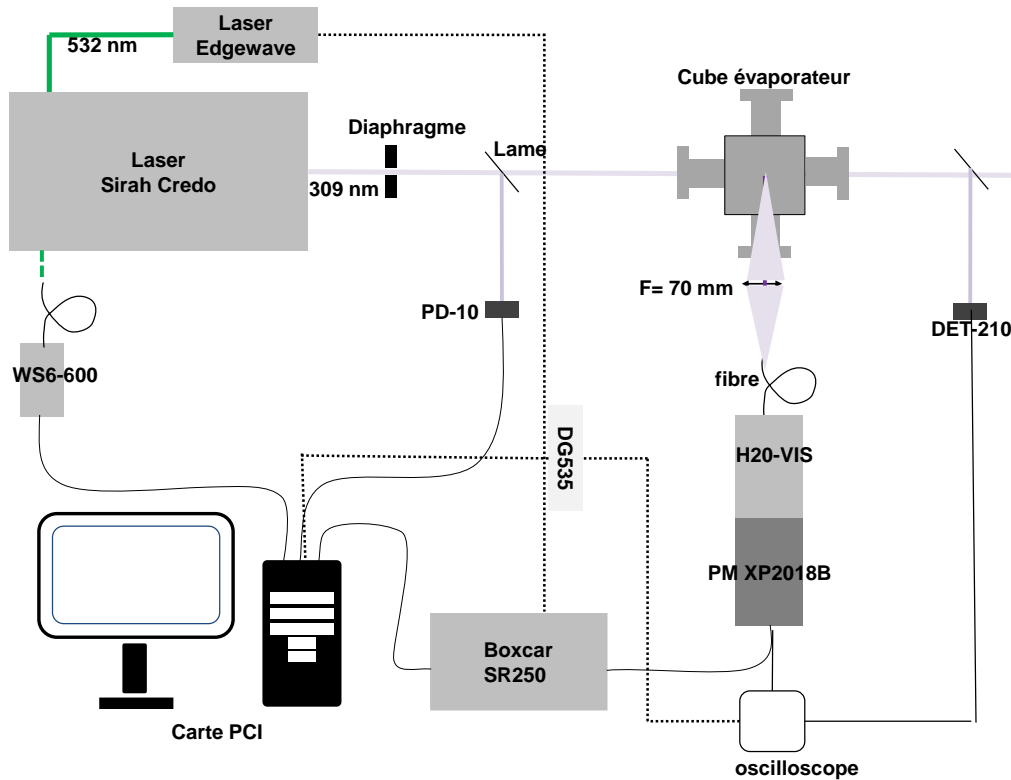 Laser
Edgewave
532 nm
Cube évaporateur
Diaphragme
Lame
Laser
Sirah Credo
309 nm
F= 70 mm
PD-10
DET-210
WS6-600
fibre
DG535
H20-VIS
PM XP2018B
Boxcar
SR250
Carte PCI
oscilloscope